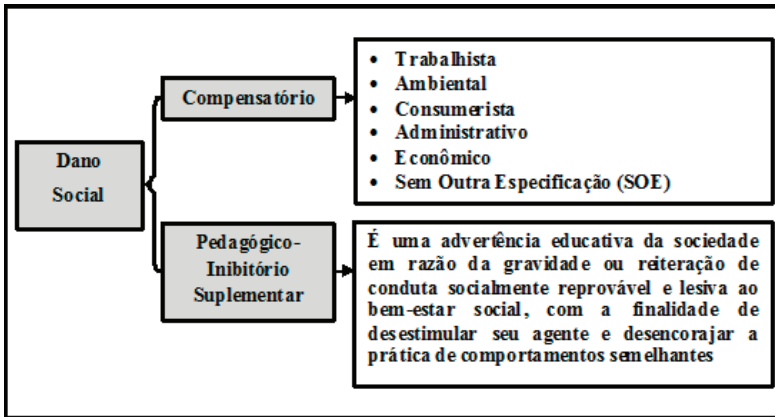 Dano
Social
Compensatório
• Trabalhista
• Ambiental
• Consumerista
• Administrativo
• Econômico
• Sem Outra Especificação (SOE)
Pedagógico-
Inibitório
Suplementar
É uma advertência educativa da sociedade
em razão da gravidade ou reiteração de
conduta socialmente reprovável e lesiva ao
bem-estar social, com a finalidade de
desestimular seu agente e desencorajar a
prática de comportamentos semelhantes